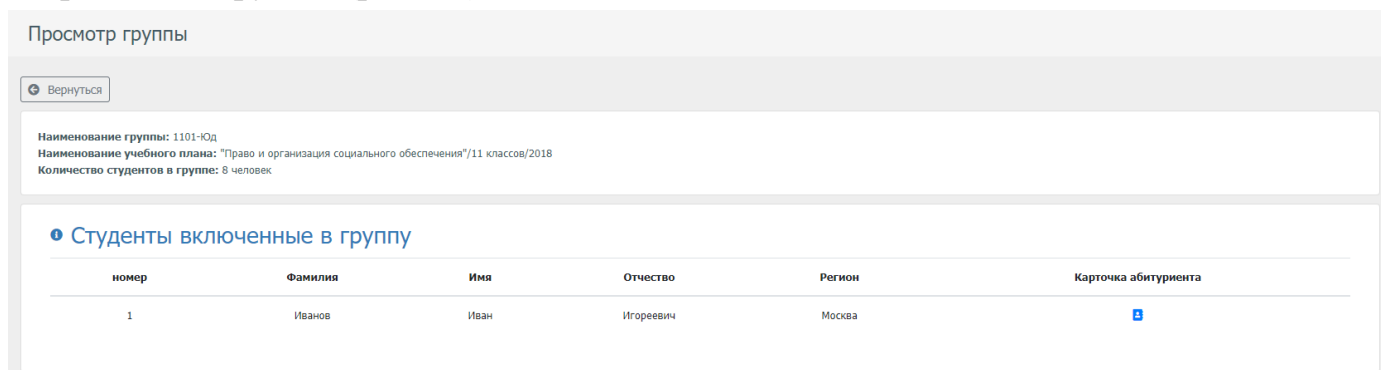 Просмотр группы
Вернуться
Наименование группы: 1101-Юд
Наименование учебного плана: "Право и организация социального обеспечения"/11 классов/2018
Количество студентов в группе: 8 человек
Студенты включенные в группу
номер Фамилия Имя Отчество Регион Карточка абитуриента
1 Иванов Иван Игореевич Москва